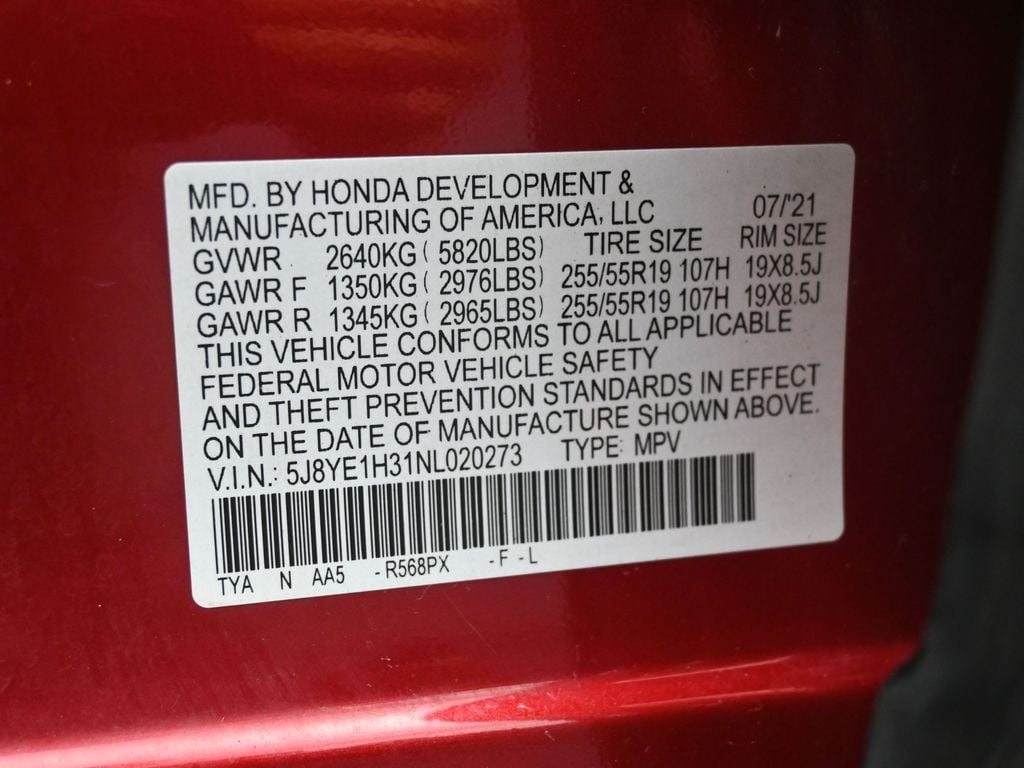 MFD. BY HONDA DEVELOPMENT &
MANUFACTURING OF AMERICA, LLC 07/'21
GVWR 2640KG ( 5820LBS) TIRE SIZE RIM SIZE
GAWR F 1350KG ( 2976LBS) 255/55R19 107H 19X8.5J
GAWR R 1345KG ( 2965LBS) 255/55R19 107H 19X8.5J
THIS VEHICLE CONFORMS TO ALL APPLICABLE
FEDERAL MOTOR VEHICLE SAFETY
AND THEFT PREVENTION STANDARDS IN EFFECT
ON THE DATE OF MANUFACTURE SHOWN ABOVE.
V.I.N.: 5J8YE1H31NL020273 TYPE: MPV
TYA N AA5 -R568PX -F -L